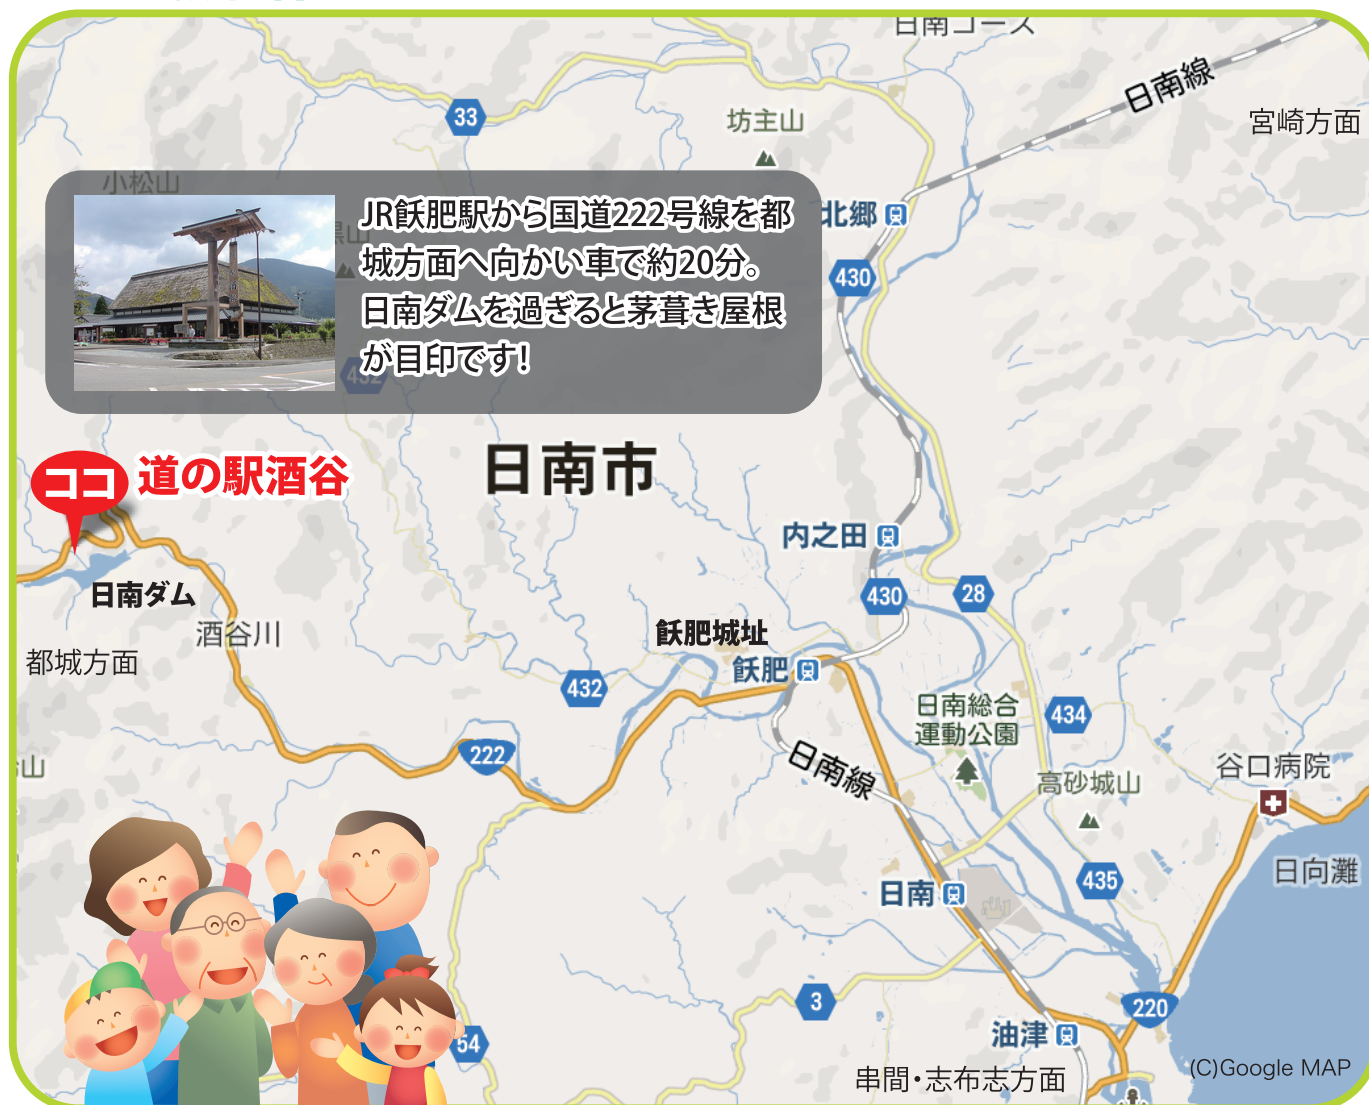 日南コース
日南線
宮崎方面
33
坊主山
小松山
北郷
JR飫肥駅から国道222号線を都
城方面へ向かい車で約20分。
日南ダムを過ぎると茅葺き屋根
が目印です！
黒山
430
432
日南市
ココ
道の駅酒谷
内之田
日南ダム
430
28
酒谷川
飫肥城址
都城方面
飫肥
432
434
日南総合
運動公園
222
日南線
山
高砂城山
谷口病院
日向灘
435
日南
3
220
油津
54
串間・志布志方面
(C)Google MAP